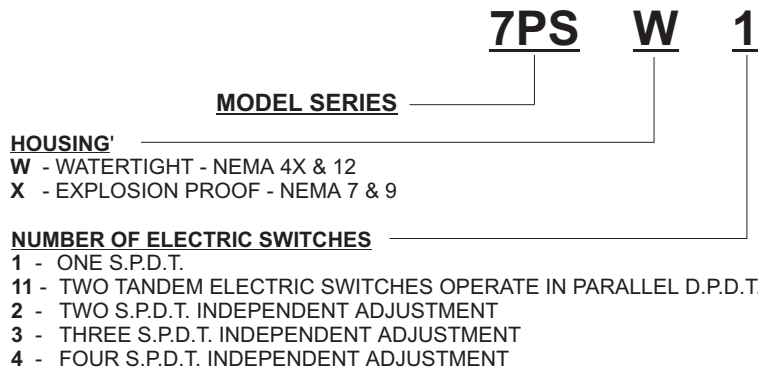 7PS W 1
MODEL SERIES
HOUSING'
W - WATERTIGHT - NEMA 4X & 12
X - EXPLOSION PROOF - NEMA 7 & 9
NUMBER OF ELECTRIC SWITCHES
1 - ONE S.P.D.T.
11 - TWO TANDEM ELECTRIC SWITCHES OPERATE IN PARALLEL D.P.D.T.
2 - TWO S.P.D.T. INDEPENDENT ADJUSTMENT
3 - THREE S.P.D.T. INDEPENDENT ADJUSTMENT
4 - FOUR S.P.D.T. INDEPENDENT ADJUSTMENT